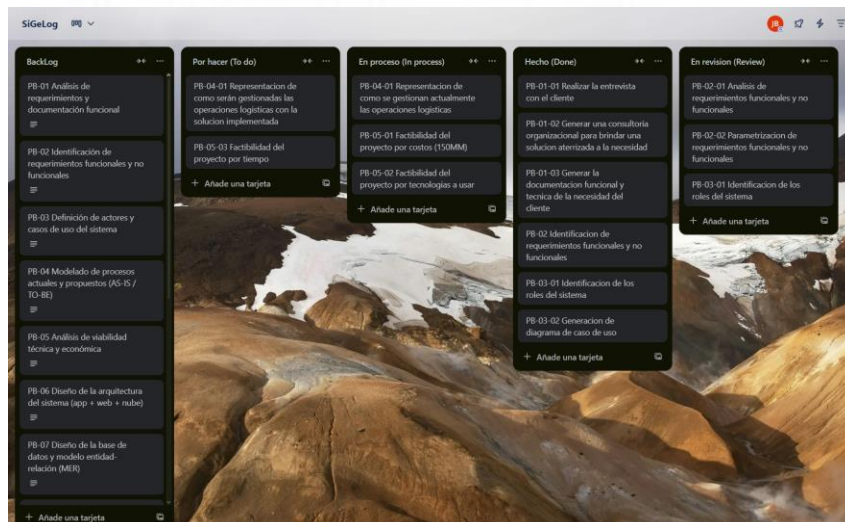 SiGeLog
JB
BackLog
PB-01 Análisis de
requerimientos y
documentación funcional
PB-02 Identificación de
requerimientos funcionales y no
funcionales
PB-03 Definición de actores y
casos de uso del sistema
PB-04 Modelado de procesos
actuales y propuestos (AS-IS /
TO-BE)
PB-05 Análisis de viabilidad
técnica y económica
PB-06 Diseño de la arquitectura
del sistema (app + web + nube)
PB-07 Diseño de la base de
datos y modelo entidad-
relación (MER)
+ Añade una tarjeta
Por hacer (To do)
PB-04-01 Representacion de
como serán gestionadas las
operaciones logisticas con la
solucion implementada
PB-05-03 Factibilidad del
proyecto por tiempo
+ Añade una tarjeta
En proceso (In process)
PB-04-01 Representacion de
como se gestionan actualmente
las operaciones logisticas
PB-05-01 Factibilidad del
proyecto por costos (150MM)
PB-05-02 Factibilidad del
proyecto por tecnologias a usar
+ Añade una tarjeta
Hecho (Done)
PB-01-01 Realizar la entrevista
con el cliente
PB-01-02 Generar una consultoria
organizacional para brindar una
solucion aterrizada a la necesidad
PB-01-03 Generar la
documentacion funcional y
tecnica de la necesidad del
cliente
PB-02 Identificacion de
requerimientos funcionales y no
funcionales
PB-03-01 Identificacion de los
roles del sistema
PB-03-02 Generacion de
diagrama de caso de uso
+ Añade una tarjeta
En revision (Review)
PB-02-01 Analisis de
requerimientos funcionales y no
funcionales
PB-02-02 Parametrizacion de
requerimientos funcionales y no
funcionales
PB-03-01 Identificacion de los
roles del sistema
+ Añade una tarjeta